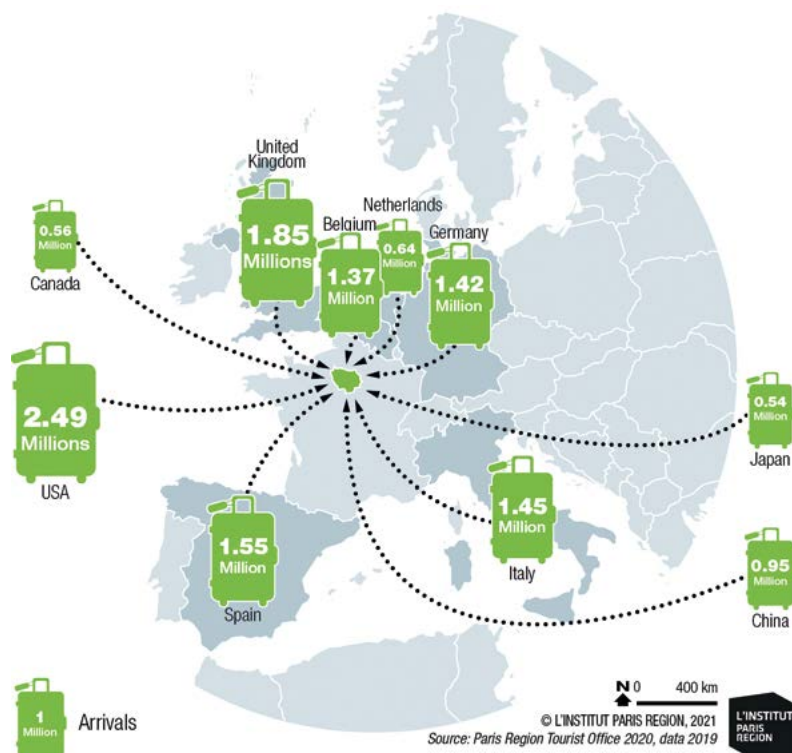 United
Kingdom
1.85
Millions
Belgium
1.37
Million
Netherlands
0.64
Million
Germany
1.42
Million
0.56
Million
Canada
2.49
Millions
USA
0.54
Million
Japan
1.55
Million
Spain
1.45
Million
Italy
0.95
Million
China
1
Million
Arrivals
N 0 400 km
© L'INSTITUT PARIS REGION, 2021
Source: Paris Region Tourist Office 2020, data 2019
L'INSTITUT
PARIS
REGION